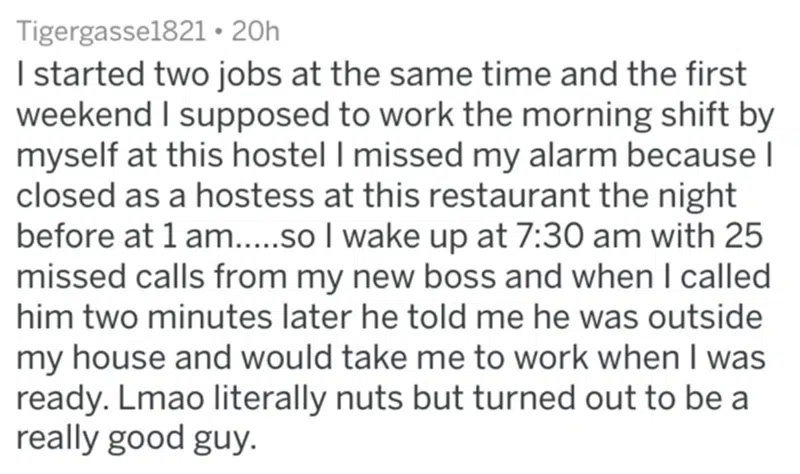 Tigergasse1821 • 20h
I started two jobs at the same time and the first
weekend I supposed to work the morning shift by
myself at this hostel I missed my alarm because I
closed as a hostess at this restaurant the night
before at 1 am.....so I wake up at 7:30 am with 25
missed calls from my new boss and when I called
him two minutes later he told me he was outside
my house and would take me to work when I was
ready. Lmao literally nuts but turned out to be a
really good guy.